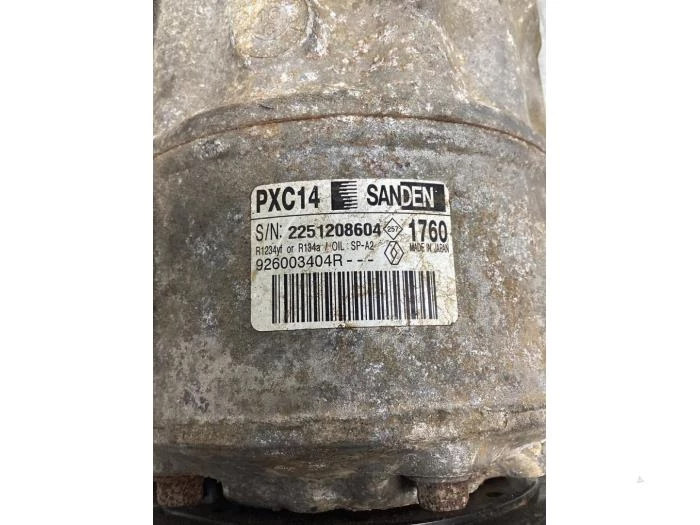 PXC14 SANDEN
S/N: 2251208604 257 1760
R1234yf or R134a / OIL : SP-A2 MADE IN JAPAN
926003404R---